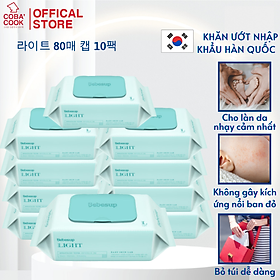 COBA'COOK
OFFICIAL STORE
라이트 80매 캡 10팩
KHĂN ƯỚT NHẬP
KHẨU HÀN QUỐC
Cho làn da
nhạy cảm nhất
Không gây kích
ứng nổi ban đỏ
Bỏ túi dễ dàng
LIGHT
LIGHT